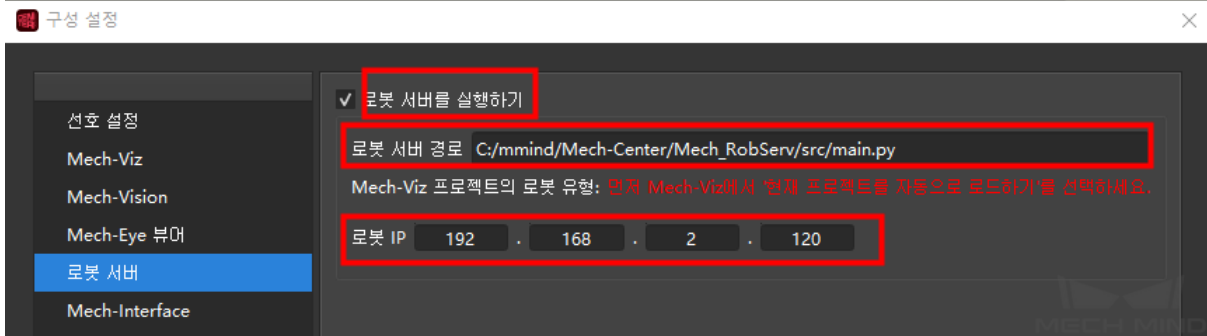 구성 설정
선호 설정
Mech-Viz
Mech-Vision
Mech-Eye 뷰어
로봇 서버
Mech-Interface
로봇 서버를 실행하기
로봇 서버 경로 C:/mmind/Mech-Center/Mech_RobServ/src/main.py
Mech-Viz 프로젝트의 로봇 유형: 먼저 Mech-Viz에서 '현재 프로젝트를 자동으로 로드하기'를 선택하세요.
로봇 IP 192 . 168 . 2 . 120
MECH MIND